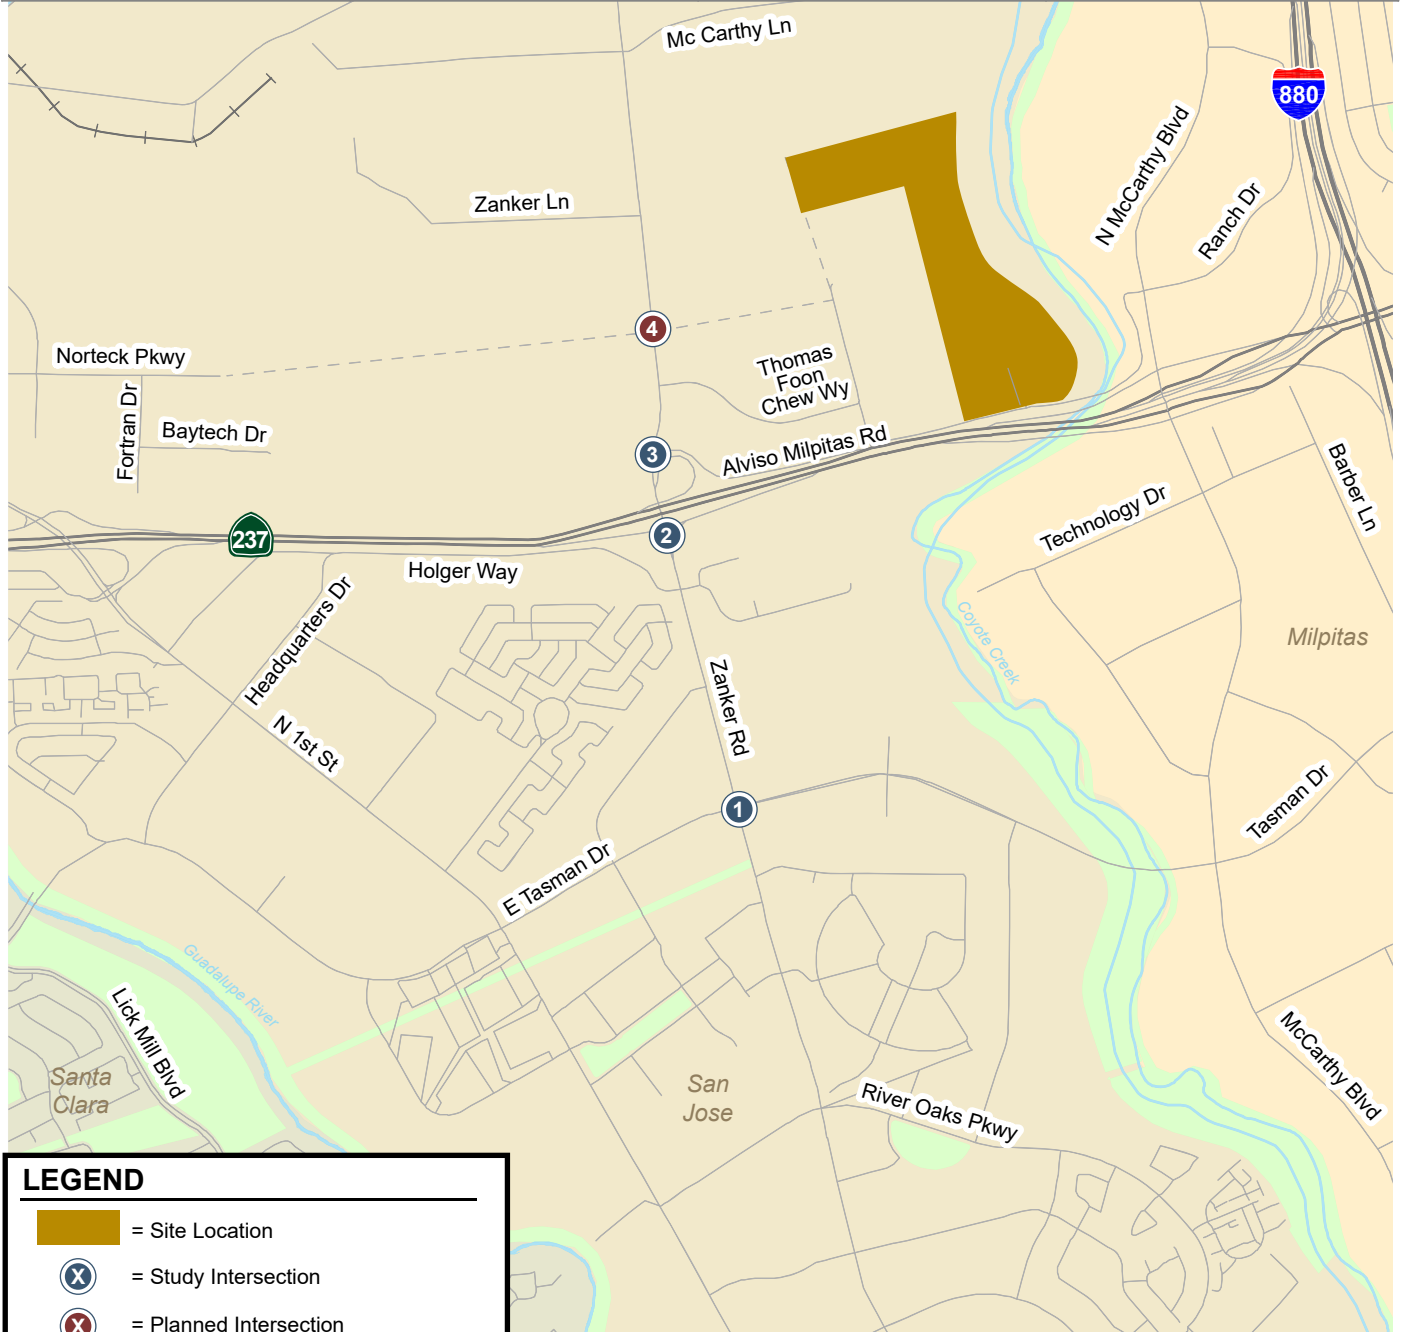 Mc Carthy Ln
880
N McCarthy Blvd
Ranch Dr
Zanker Ln
4
Norteck Pkwy
Thomas
Foon
Chew Wy
Fortran Dr
Baytech Dr
3
Alviso Milpitas Rd
Barber Ln
Technology Dr
237
2
Holger Way
Headquarters Dr
Coyote Creek
Milpitas
Zanker Rd
N 1st St
Tasman Dr
1
E Tasman Dr
Guadalupe River
Lick Mill Blvd
Santa
Clara
San
Jose
River Oaks Pkwy
McCarthy Blvd
LEGEND
= Site Location
X = Study Intersection
X = Planned Intersection